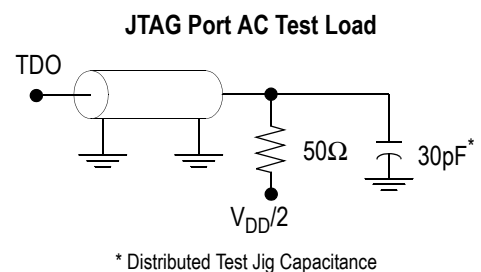 JTAG Port AC Test Load
TDO
50Ω
30pF*
VDD/2
* Distributed Test Jig Capacitance